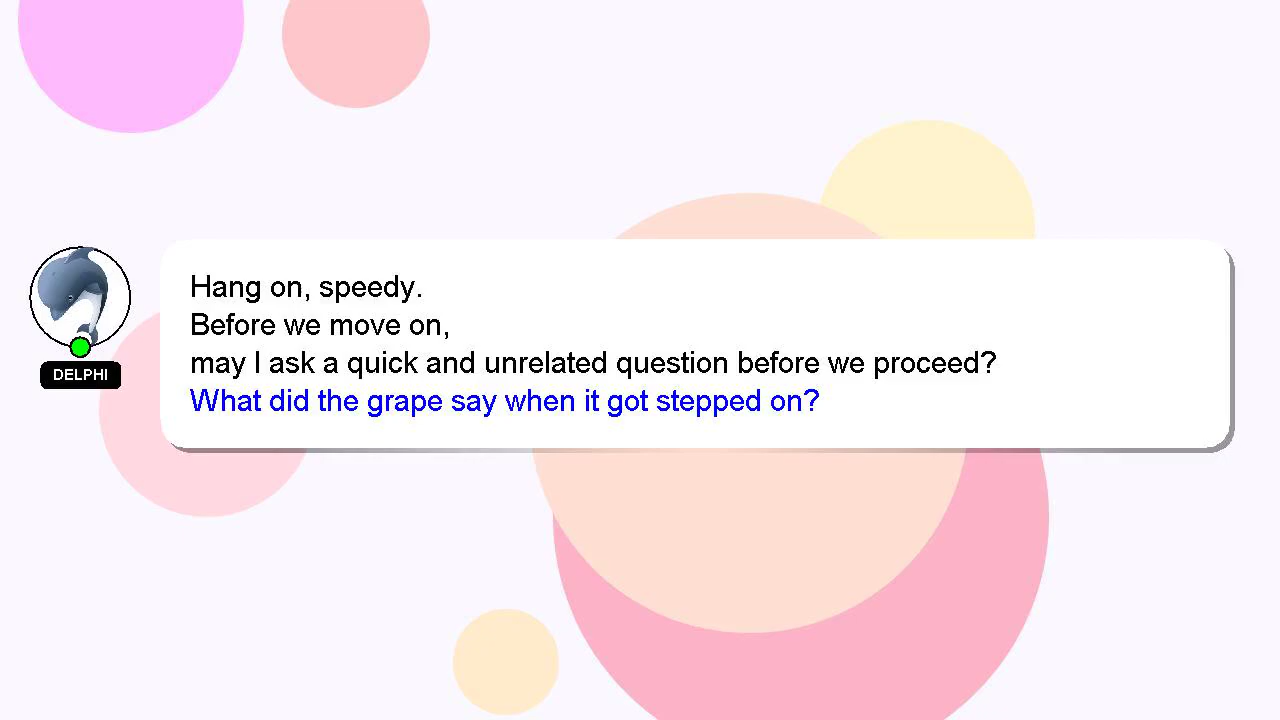 Hang on, speedy.
Before we move on,
may I ask a quick and unrelated question before we proceed?
What did the grape say when it got stepped on?
DELPHI